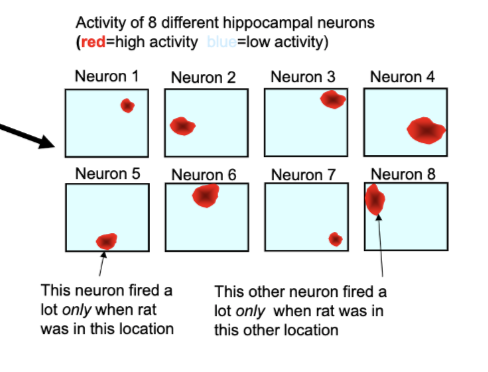 Activity of 8 different hippocampal neurons
(red=high activity blue=low activity)
Neuron 1 Neuron 2 Neuron 3 Neuron 4
Neuron 5 Neuron 6 Neuron 7 Neuron 8
This neuron fired a
lot only when rat
was in this location
This other neuron fired a
lot only when rat was in
this other location